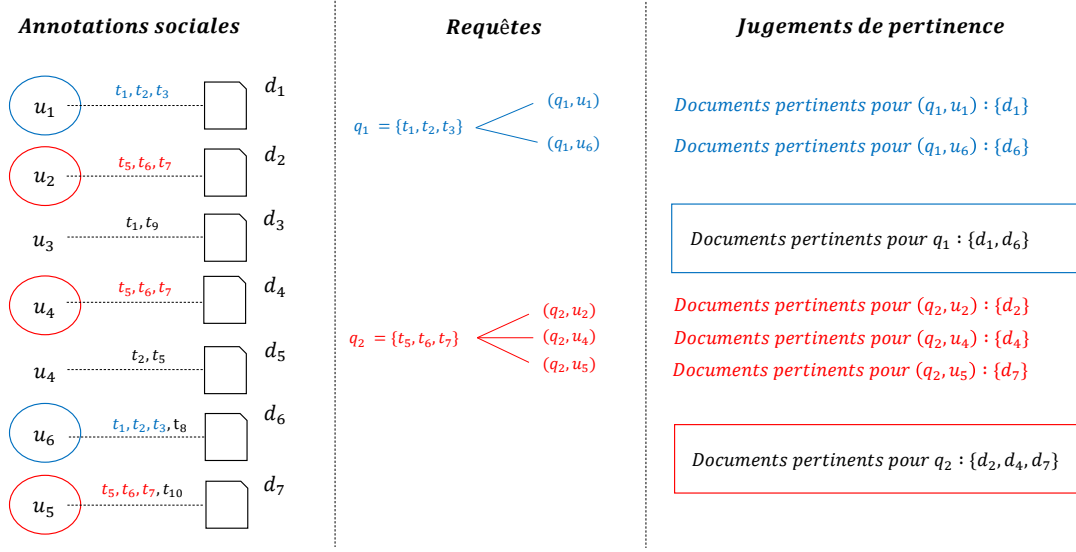 Annotations sociales
u₁ t₁, t₂, t₃ d₁
u₂ t₅, t₆, t₇ d₂
u₃ t₁, t₉ d₃
u₄ t₅, t₆, t₇ d₄
u₄ t₂, t₅ d₅
u₆ t₁, t₂, t₃, t₈ d₆
u₅ t₅, t₆, t₇, t₁₀ d₇
Requêtes
(q₁, u₁)
q₁ = {t₁, t₂, t₃}
(q₁, u₆)
(q₂, u₂)
q₂ = {t₅, t₆, t₇} (q₂, u₄)
(q₂, u₅)
Jugements de pertinence
Documents pertinents pour (q₁, u₁) : {d₁}
Documents pertinents pour (q₁, u₆) : {d₆}
Documents pertinents pour q₁ : {d₁, d₆}
Documents pertinents pour (q₂, u₂) : {d₂}
Documents pertinents pour (q₂, u₄) : {d₄}
Documents pertinents pour (q₂, u₅) : {d₇}
Documents pertinents pour q₂ : {d₂, d₄, d₇}